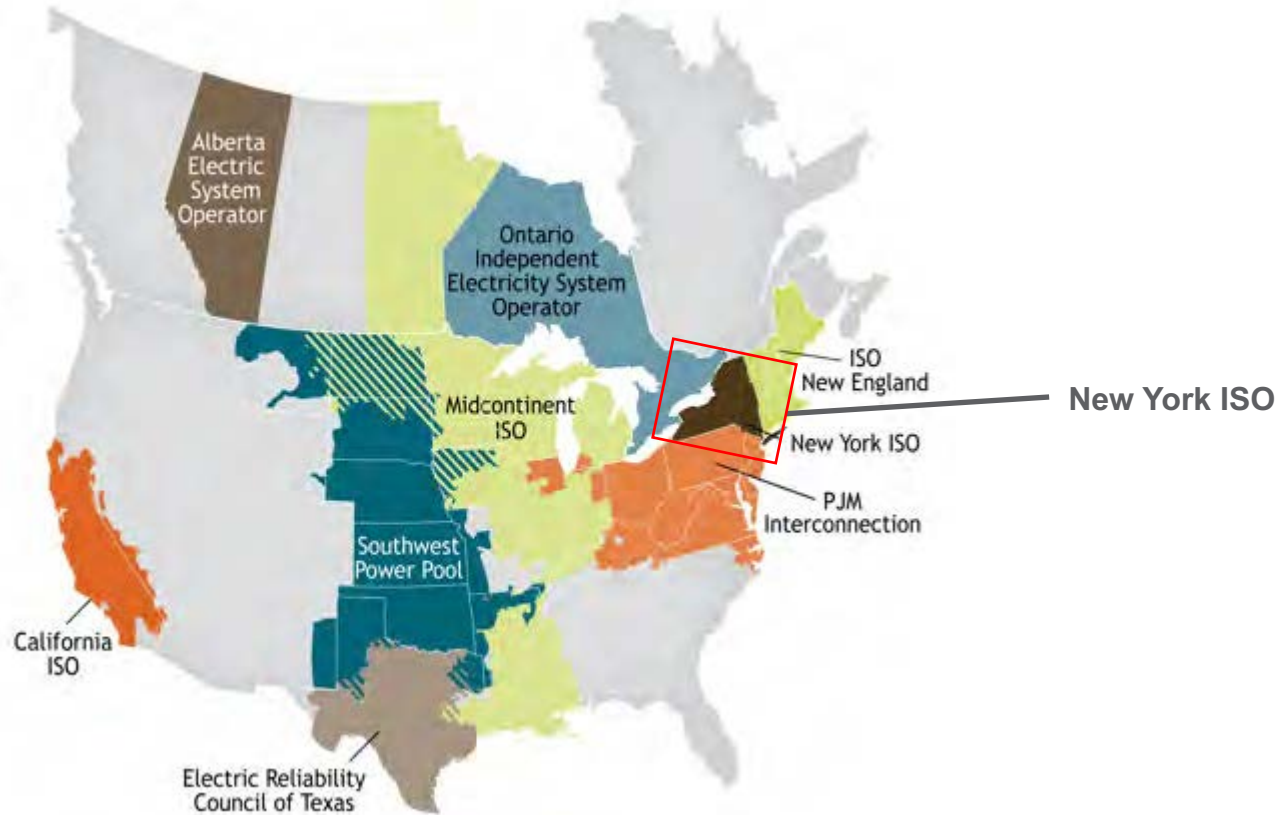 Alberta
Electric
System
Operator
Ontario
Independent
Electricity System
Operator
ISO
New England
New York ISO
Midcontinent
ISO
New York ISO
PJM
Interconnection
Southwest
Power Pool
California
ISO
Electric Reliability
Council of Texas